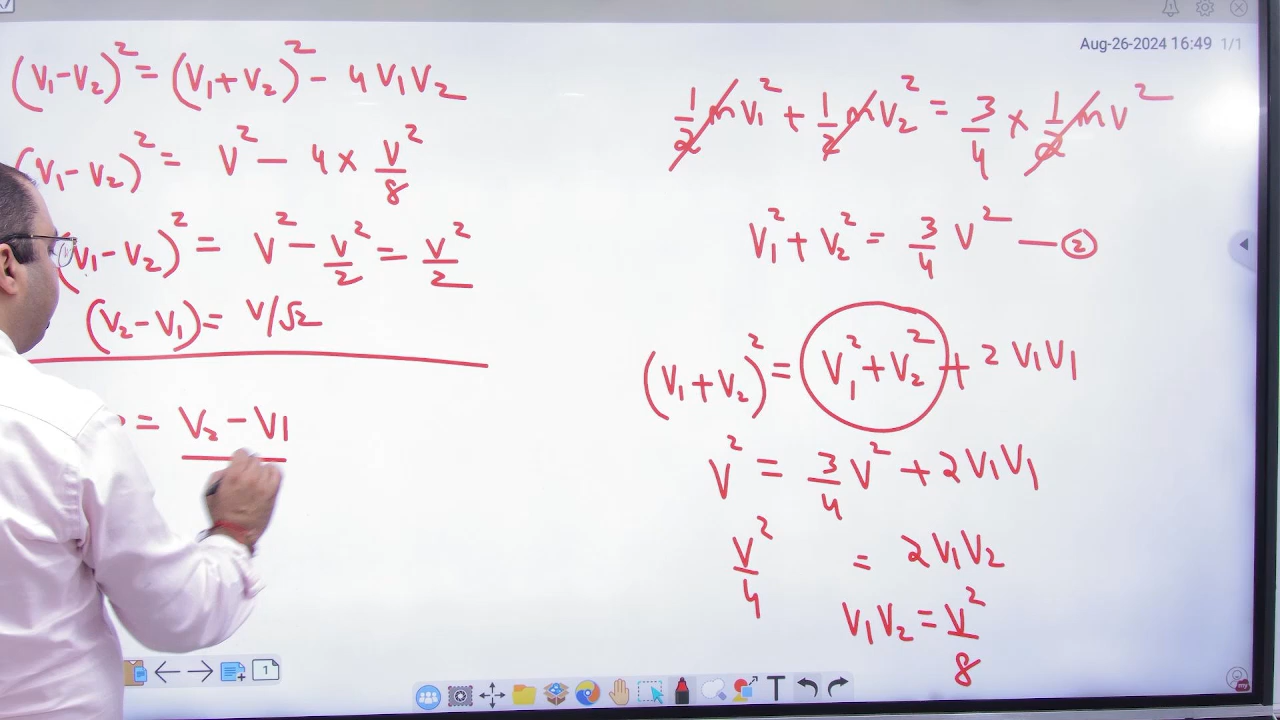 Aug-26-2024 16:49 1/1
(V₁-V₂)² = (V₁+V₂)² - 4V₁V₂
(V₁-V₂)² = V² - 4 × V²/8
(V₁-V₂)² = V² - V²/2 = V²/2
(V₂-V₁) = V/√2
= V₂-V₁
1/2 mV₁² + 1/2 mV₂² = 3/4 × 1/2 mV²
V₁² + V₂² = 3/4 V² — ②
(V₁+V₂)² = V₁² + V₂² + 2V₁V₁
V² = 3/4 V² + 2V₁V₁
V²/4 = 2V₁V₂
V₁V₂ = V²/8
1
T